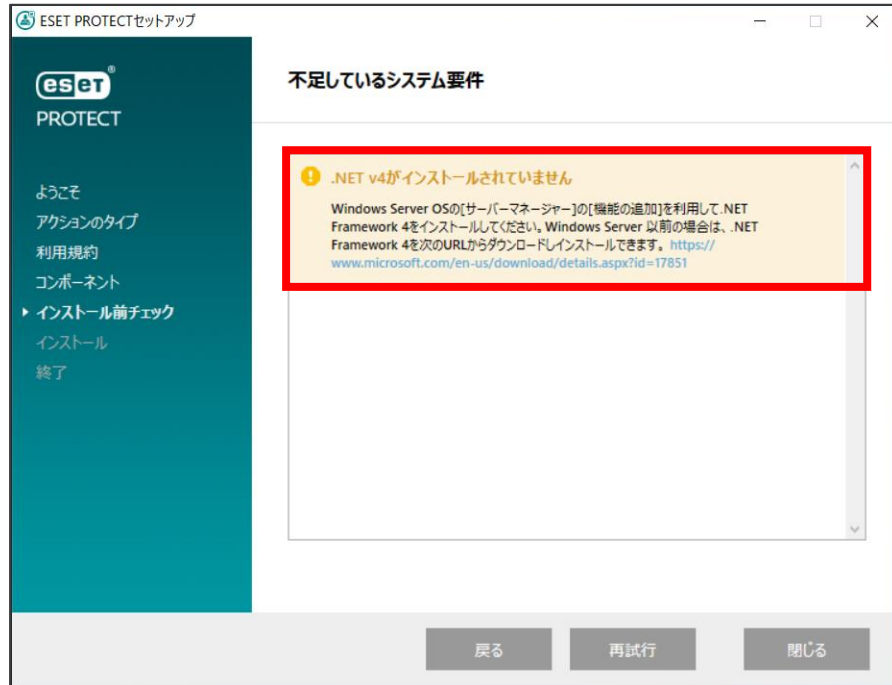 ESET PROTECTセットアップ
eset®
PROTECT
ようこそ
アクションのタイプ
利用規約
コンポーネント
インストール前チェック
インストール
終了
不足しているシステム要件
.NET v4がインストールされていません
Windows Server OSの[サーバーマネージャー]の[機能の追加]を利用して.NET
Framework 4をインストールしてください。Windows Server 以前の場合は、.NET
Framework 4を次のURLからダウンロードしインストールできます。https://
www.microsoft.com/en-us/download/details.aspx?id=17851
戻る
再試行
閉じる